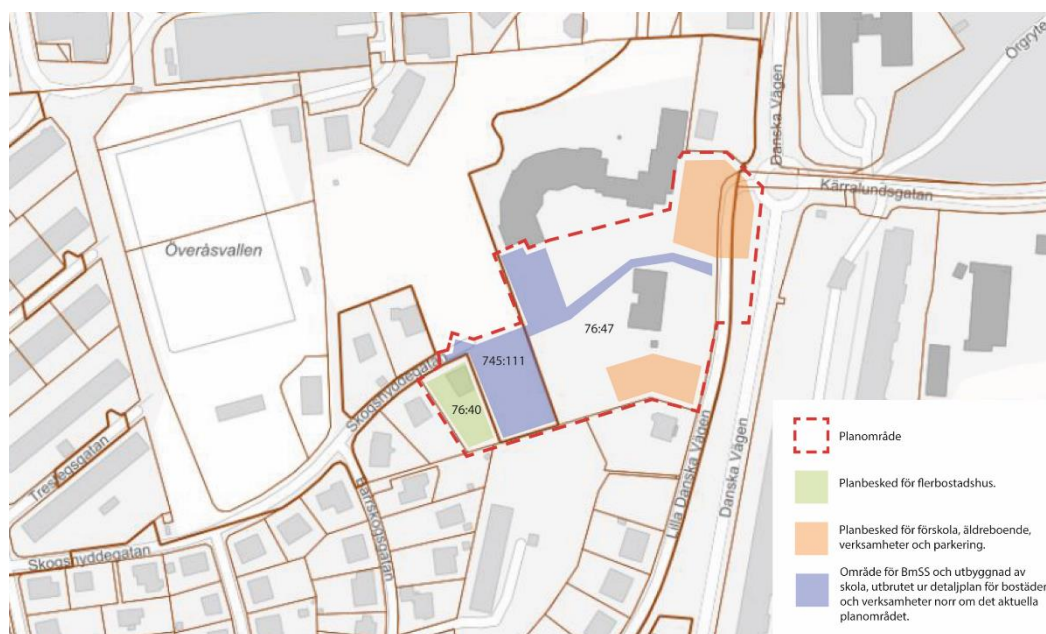 Örgryte
Danska Vägen
Kärralundsgatan
Överåsvallen
76:47
745:111
Skogshyddegatan
76:40
Trestegsgatan
Barrskogsgatan
Lilla Danska Vägen
Danska Vägen
Skogshyddegatan
Planområde
Planbesked för flerbostadshus.
Planbesked för förskola, äldreboende,
verksamheter och parkering.
Område för BmSS och utbyggnad av
skola, utbrutet ur detaljplan för bostäder
och verksamheter norr om det aktuella
planområdet.